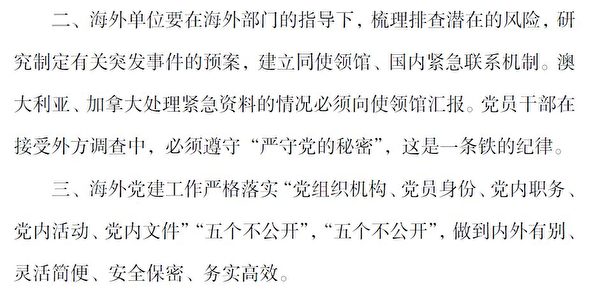 二、海外单位要在海外部门的指导下，梳理排查潜在的风险，研
究制定有关突发事件的预案，建立同使领馆、国内紧急联系机制。澳
大利亚、加拿大处理紧急资料的情况必须向使领馆汇报。党员干部在
接受外方调查中，必须遵守“严守党的秘密”，这是一条铁的纪律。
三、海外党建工作严格落实“党组织机构、党员身份、党内职务、
党内活动、党内文件”“五个不公开”，“五个不公开”，做到内外有别、
灵活简便、安全保密、务实高效。